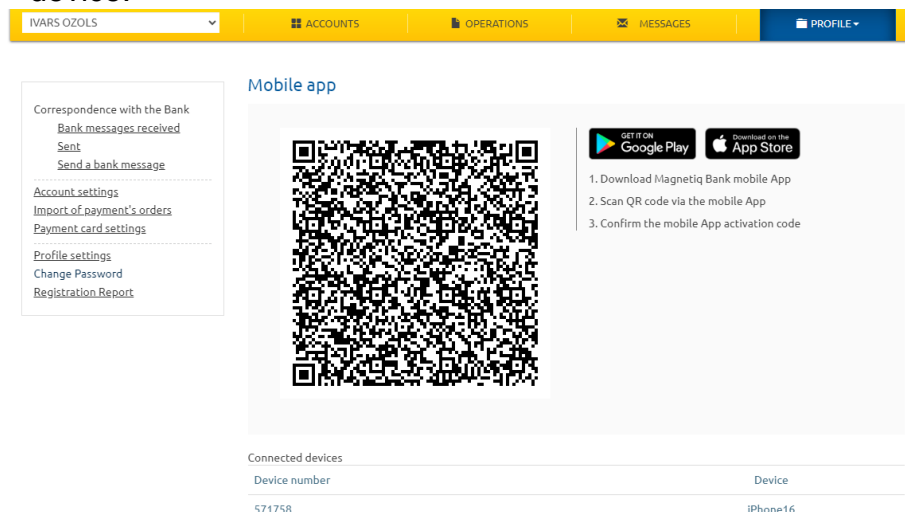 IVARS OZOLS
ACCOUNTS
OPERATIONS
MESSAGES
PROFILE
Mobile app
Correspondence with the Bank
Bank messages received
Sent
Send a bank message
Account settings
Import of payment's orders
Payment card settings
Profile settings
Change Password
Registration Report
GET IT ON
Google Play
Download on the
App Store
1. Download Magnetiq Bank mobile App
2. Scan QR code via the mobile App
3. Confirm the mobile App activation code
Connected devices
Device number Device
571758 iPhone16